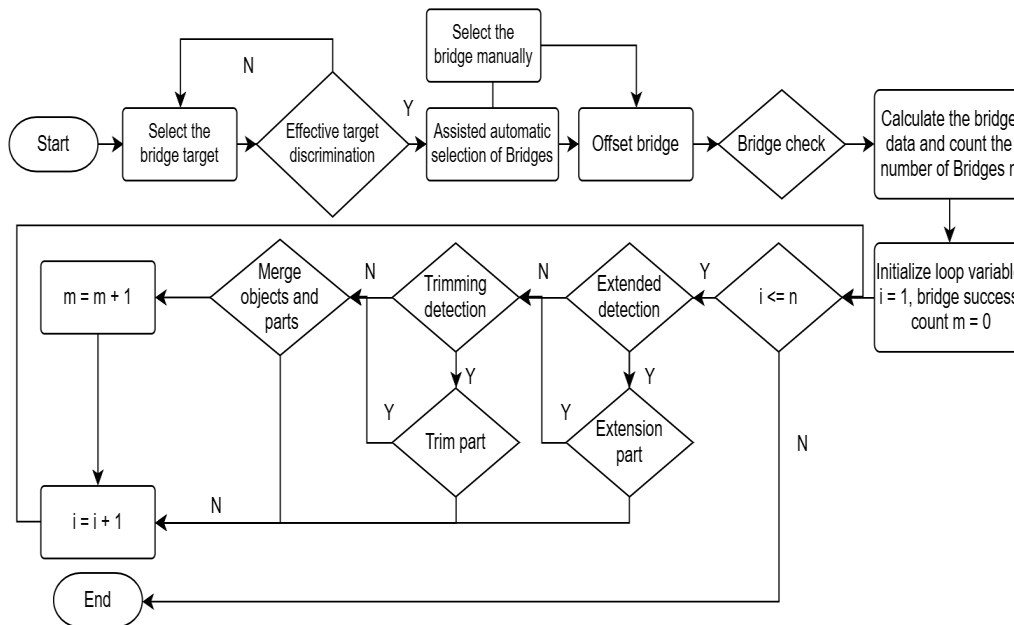 Start
Select the
bridge target
N
Effective target
discrimination
Y
Select the
bridge manually
Assisted automatic
selection of Bridges
Offset bridge
Bridge check
Calculate the bridge
data and count the
number of Bridges n
Initialize loop variable
i = 1, bridge success
count m = 0
i <= n
Y
N
Extended
detection
N
Y
Extension
part
Y
Trimming
detection
N
Y
Trim part
Y
Merge
objects and
parts
N
m = m + 1
i = i + 1
End